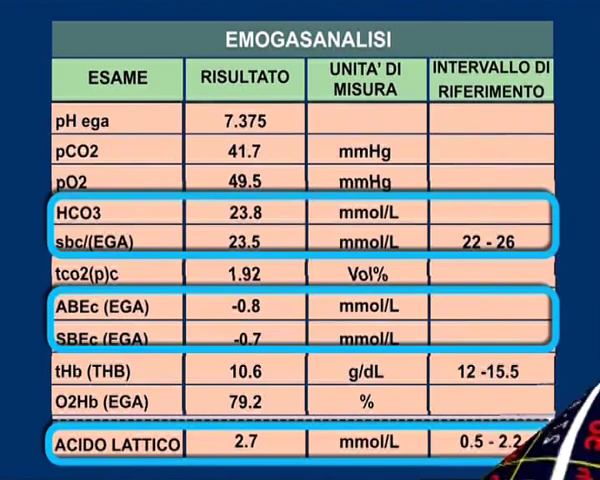 EMOGASANALISI
ESAME RISULTATO UNITA' DI MISURA INTERVALLO DI RIFERIMENTO
pH ega 7.375
pCO2 41.7 mmHg
pO2 49.5 mmHg
HCO3 23.8 mmol/L
sbc/(EGA) 23.5 mmol/L 22 - 26
tco2(p)c 1.92 Vol%
ABEc (EGA) -0.8 mmol/L
SBEc (EGA) -0.7 mmol/L
tHb (THB) 10.6 g/dL 12 -15.5
O2Hb (EGA) 79.2 %
ACIDO LATTICO 2.7 mmol/L 0.5 - 2.2